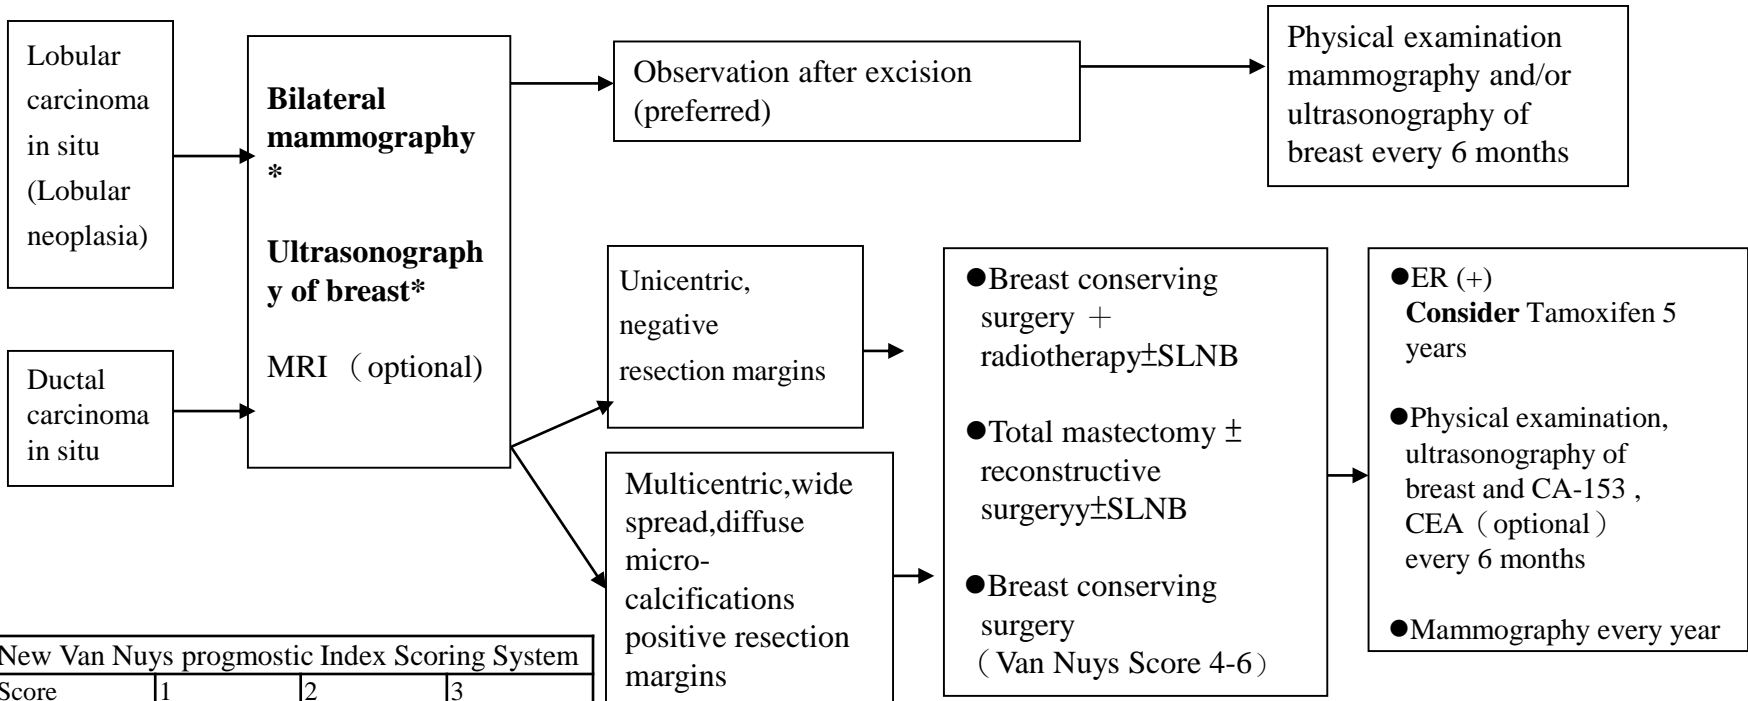 Lobular
carcinoma
in situ
(Lobular
neoplasia)
Ductal
carcinoma
in situ
Bilateral
mammography
*
Ultrasonograph
y of breast*
MRI （optional)
Observation after excision
(preferred)
Physical examination
mammography and/or
ultrasonography of
breast every 6 months
Unicentric,
negative
resection margins
Multicentric,wide
spread,diffuse
micro-
calcifications
positive resection
margins
●Breast conserving
surgery ＋
radiotherapy±SLNB
●Total mastectomy ±
reconstructive
surgeryy±SLNB
●Breast conserving
surgery
（Van Nuys Score 4-6）
●ER (+)
Consider Tamoxifen 5
years
●Physical examination,
ultrasonography of
breast and CA-153 ,
CEA（optional）
every 6 months
●Mammography every year
New Van Nuys progmostic Index Scoring System
Score 1 2 3